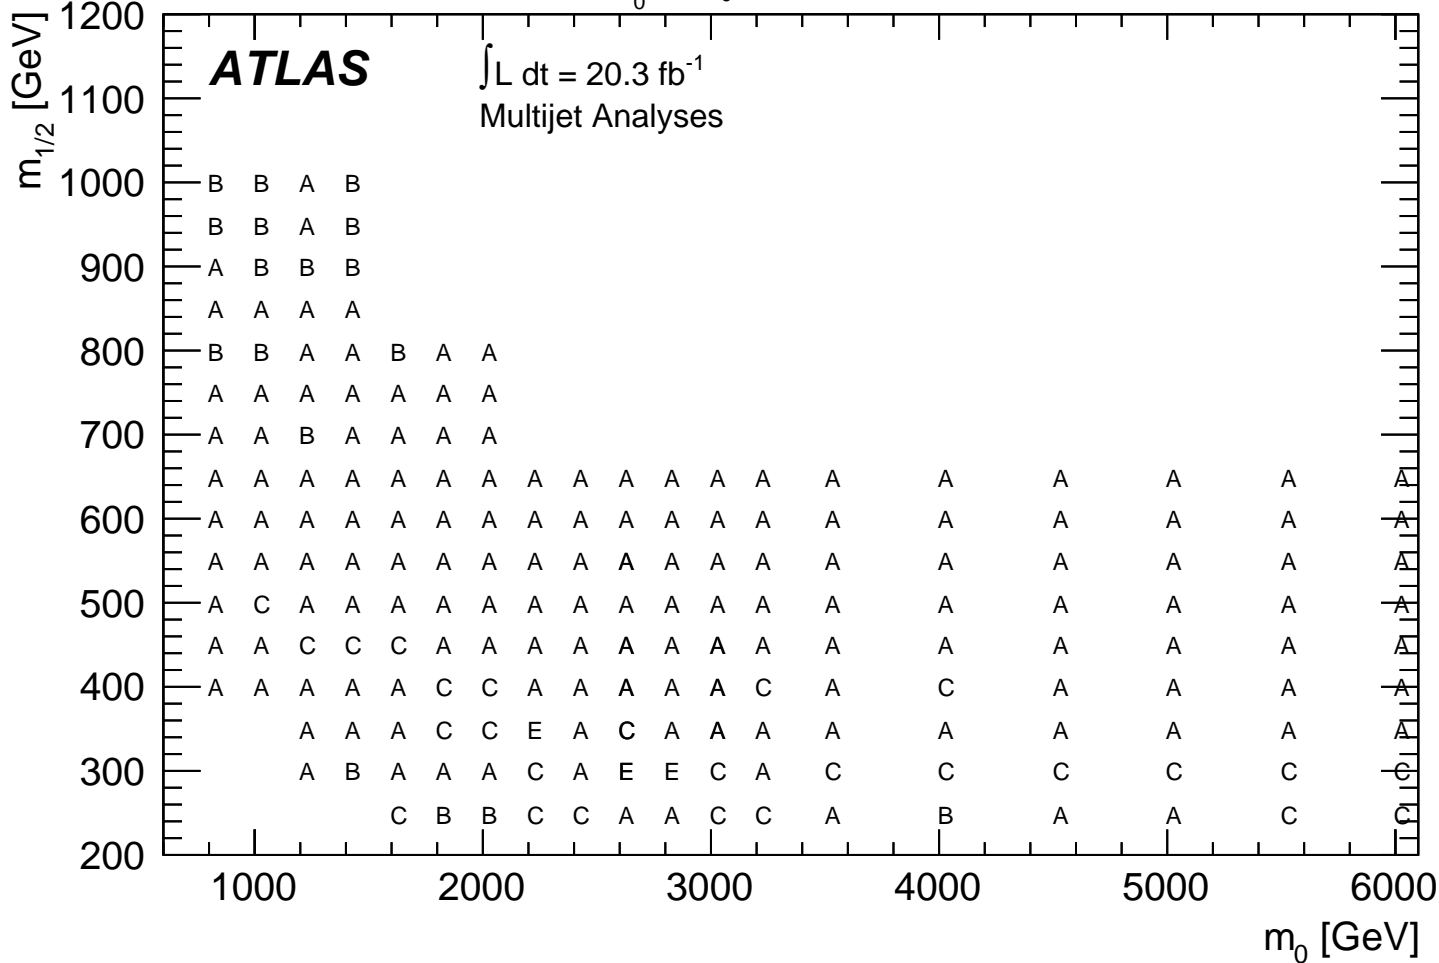 0
1200
ATLAS
∫L dt = 20.3 fb⁻¹
Multijet Analyses
m1/2 [GeV]
1100
1000 B B A B
B B A B
900 A B B B
A A A A
800 B B A A B A A
A A A A A A A
700 A A B A A A A
A A A A A A A A A A A A A A A A A A A
600 A A A A A A A A A A A A A A A A A A A
A A A A A A A A A A A A A A A A A A A
500 A C A A A A A A A A A A A A A A A A A
A A C C C A A A A A A A A A A A A A A
400 A A A A A C C A A A A A C A C A A A A
A A A C C E A C A A A A A A A A A
A B A A A C A E E C A C C C C C C
300
C B B C C A A C C A B A A C C
200
1000 2000 3000 4000 5000 6000
m0 [GeV]